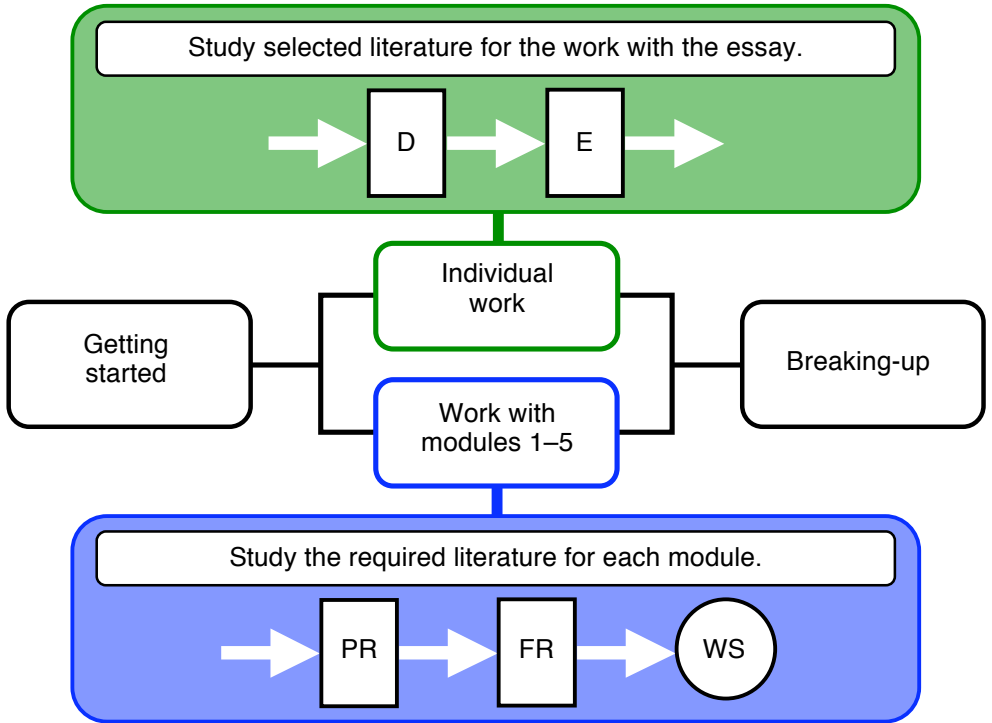 Study selected literature for the work with the essay.
D
E
Individual
work
Getting
started
Breaking-up
Work with
modules 1–5
Study the required literature for each module.
PR
FR
WS